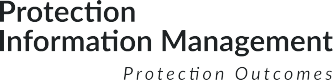 Protection
Information Management
Protection Outcomes